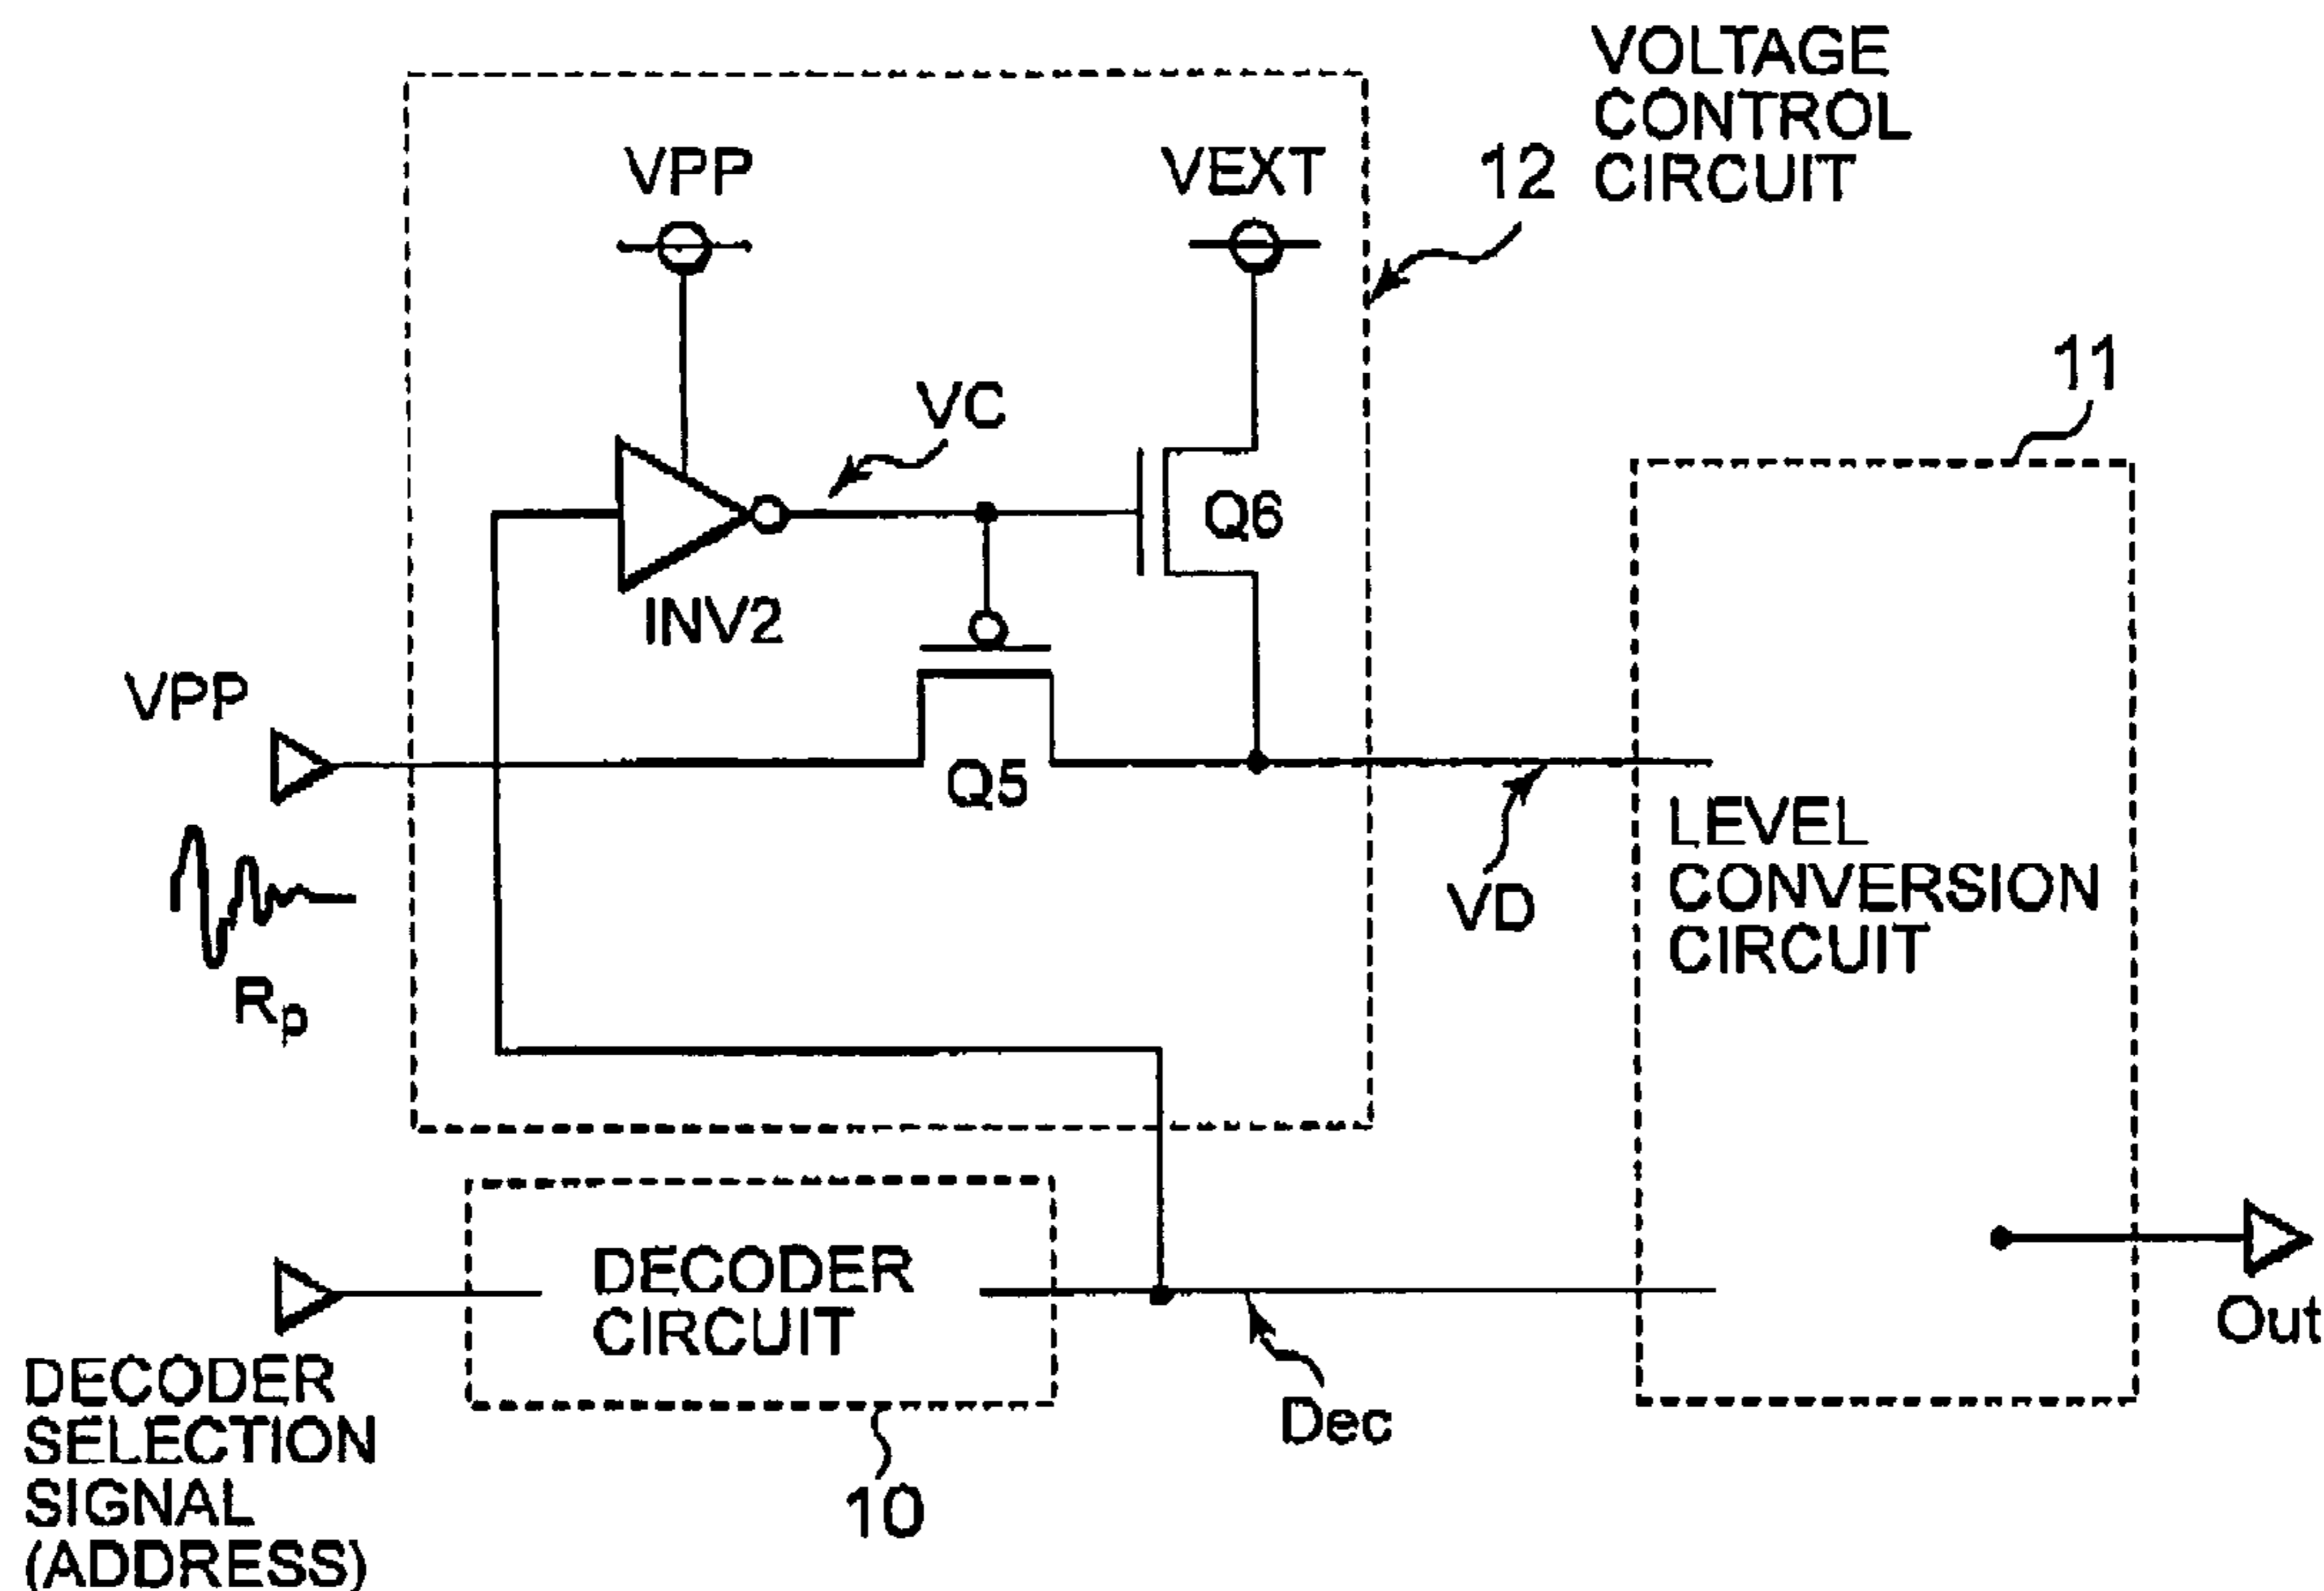 VOLTAGE
CONTROL
CIRCUIT
12
VPP
VEXT
11
VC
Q6
INV2
VPP
Q5
LEVEL
CONVERSION
CIRCUIT
VD
Rp
DECODER
CIRCUIT
Out
DECODER
SELECTION
SIGNAL
(ADDRESS)
Dec
10